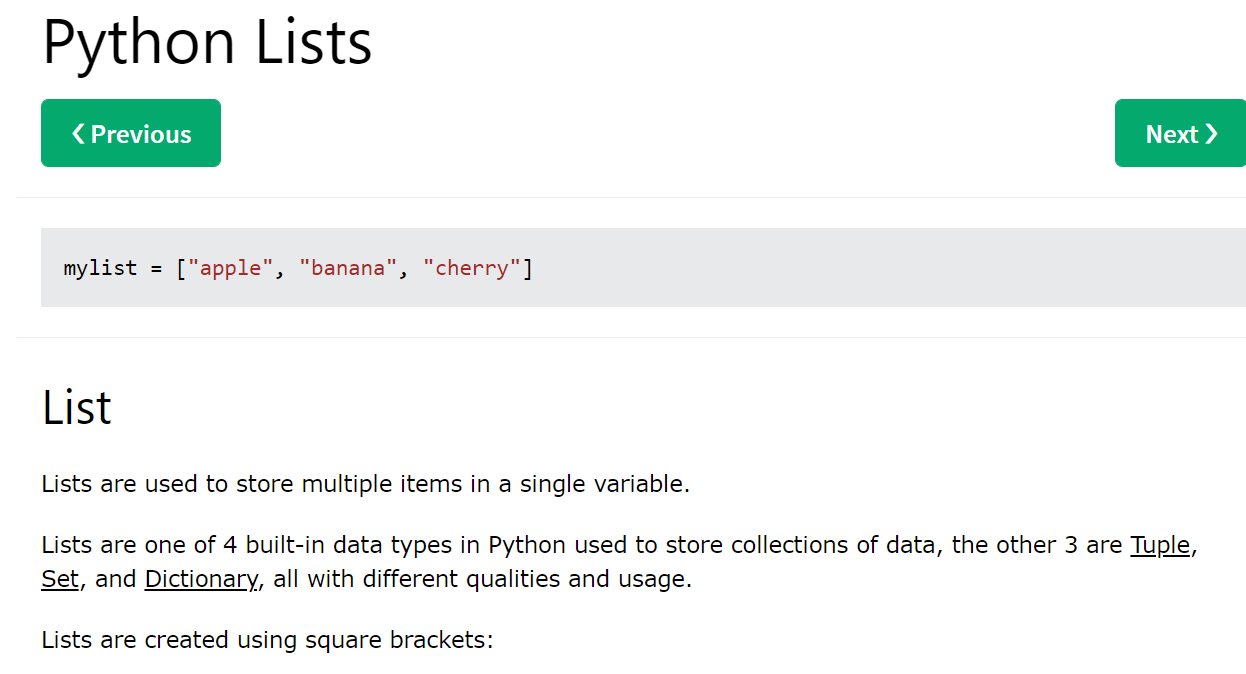 Python Lists
❮ Previous
Next ❯
mylist = ["apple", "banana", "cherry"]
List
Lists are used to store multiple items in a single variable.
Lists are one of 4 built-in data types in Python used to store collections of data, the other 3 are Tuple,
Set, and Dictionary, all with different qualities and usage.
Lists are created using square brackets: